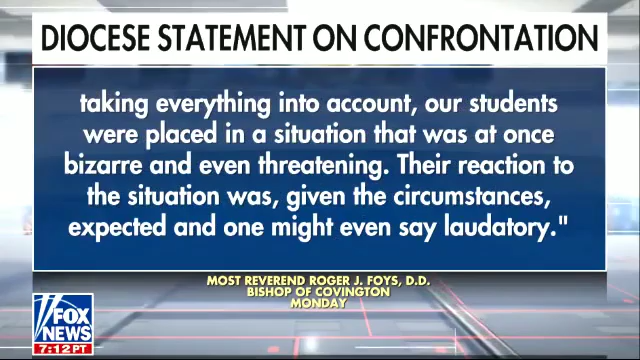 DIOCESE STATEMENT ON CONFRONTATION
taking everything into account, our students
were placed in a situation that was at once
bizarre and even threatening. Their reaction to
the situation was, given the circumstances,
expected and one might even say laudatory."
MOST REVEREND ROGER J. FOYS, D.D.
BISHOP OF COVINGTON
MONDAY
FOX
NEWS
7:12 PT